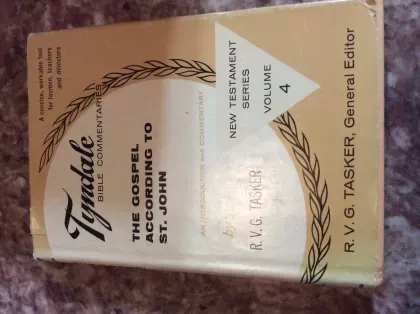 A concise, workable tool
for laymen, teachers
and ministers
Tyndale
BIBLE COMMENTARIES
THE GOSPEL
ACCORDING TO
ST. JOHN
AN INTRODUCTION and COMMENTARY
by
R. V. G. TASKER
NEW TESTAMENT
SERIES
VOLUME
4
R. V. G. TASKER, General Editor